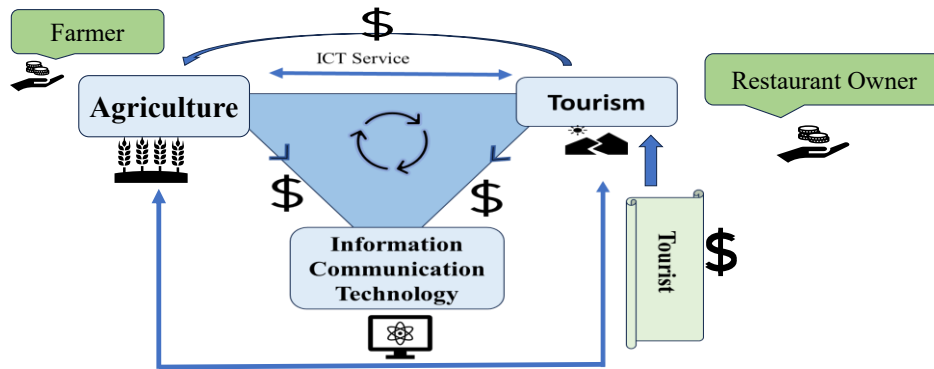 $
Farmer
ICT Service
Restaurant Owner
Agriculture
Tourism
$
$
Information
Communication
Technology
Tourist
$